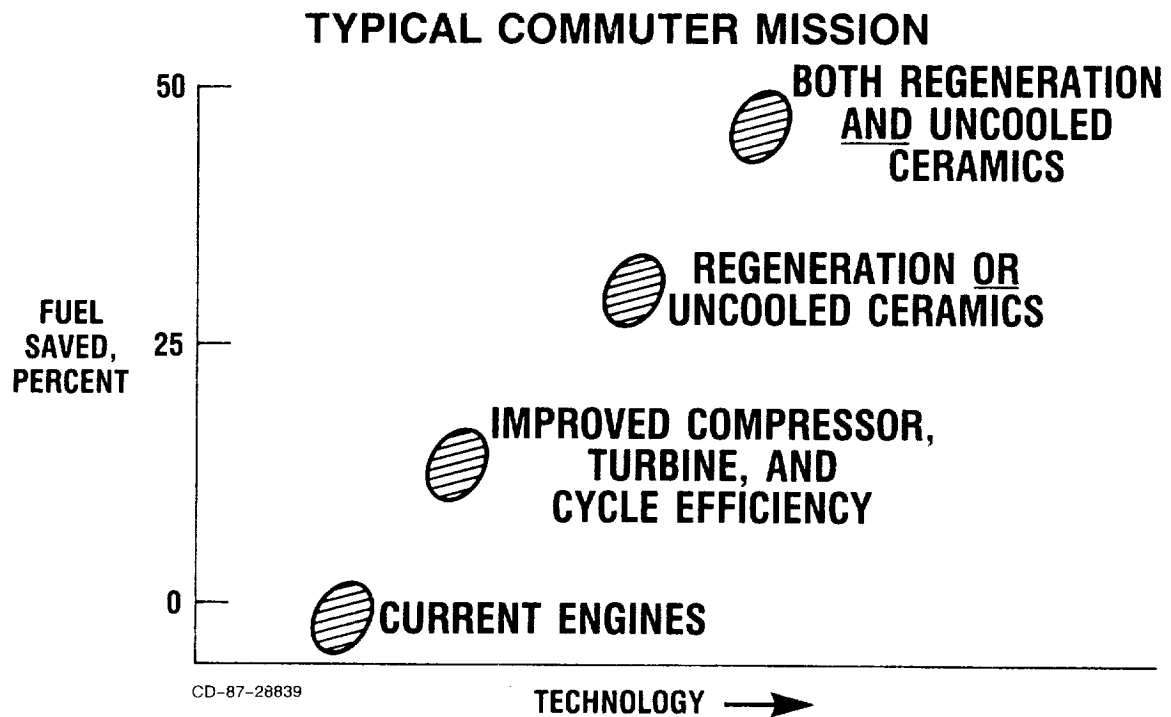 TYPICAL COMMUTER MISSION
50
BOTH REGENERATION
AND UNCOOLED
CERAMICS
REGENERATION OR
UNCOOLED CERAMICS
FUEL
SAVED,
PERCENT
25
IMPROVED COMPRESSOR,
TURBINE, AND
CYCLE EFFICIENCY
0
CURRENT ENGINES
CD-87-28839
TECHNOLOGY